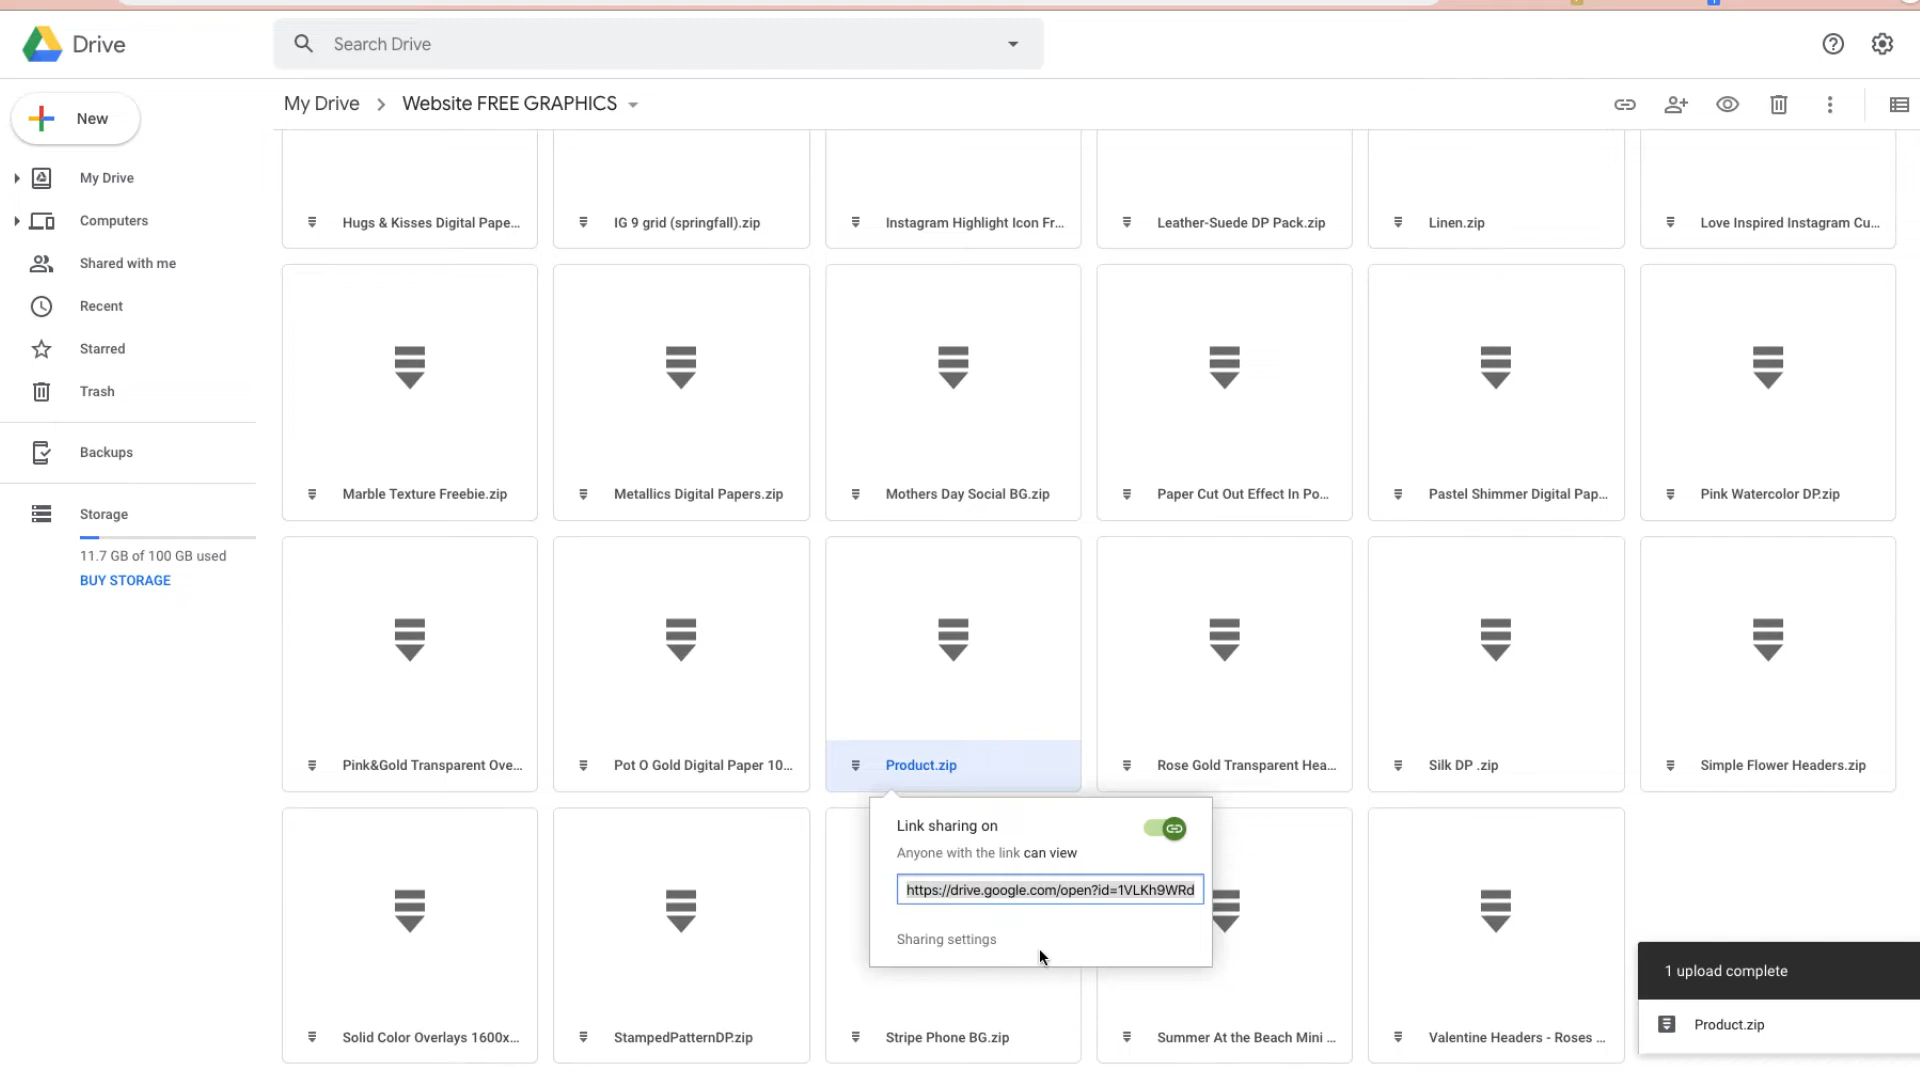 Drive
Search Drive
New
My Drive
Website FREE GRAPHICS
My Drive
Computers
Shared with me
Recent
Starred
Trash
Backups
Storage
11.7 GB of 100 GB used
BUY STORAGE
Hugs & Kisses Digital Pape...
IG 9 grid (springfall).zip
Instagram Highlight Icon Fr...
Leather-Suede DP Pack.zip
Linen.zip
Love Inspired Instagram Cu...
Marble Texture Freebie.zip
Metallics Digital Papers.zip
Mothers Day Social BG.zip
Paper Cut Out Effect In Po...
Pastel Shimmer Digital Pap...
Pink Watercolor DP.zip
Pink&Gold Transparent Ove...
Pot O Gold Digital Paper 10...
Product.zip
Rose Gold Transparent Hea...
Silk DP .zip
Simple Flower Headers.zip
Link sharing on
Anyone with the link can view
https://drive.google.com/open?id=1VLKh9WRd
Sharing settings
Solid Color Overlays 1600x...
StampedPatternDP.zip
Stripe Phone BG.zip
Summer At the Beach Mini ...
Valentine Headers - Roses ...
1 upload complete
Product.zip